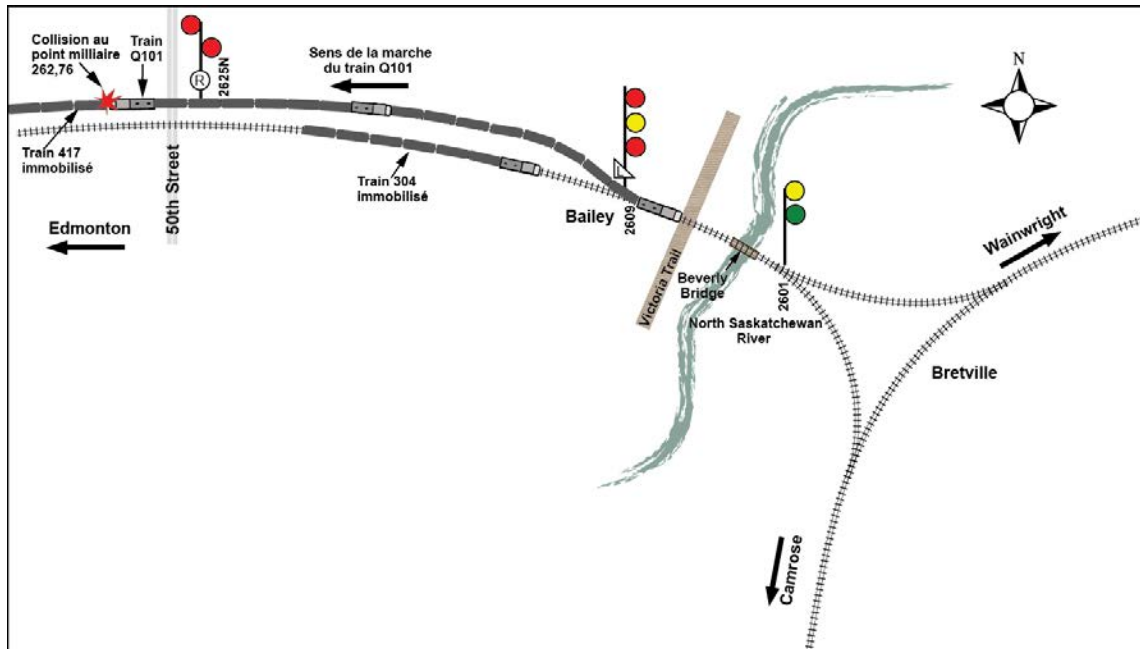 Collision au
point milliaire
262,76
Train
Q101
2625N
R
Sens de la marche
du train Q101
N
Train 417
immobilisé
50th Street
Train 304
immobilisé
Edmonton
Bailey
2609
L
Victoria Trail
Beverly
Bridge
2601
North Saskatchewan
River
Wainwright
Bretville
Camrose